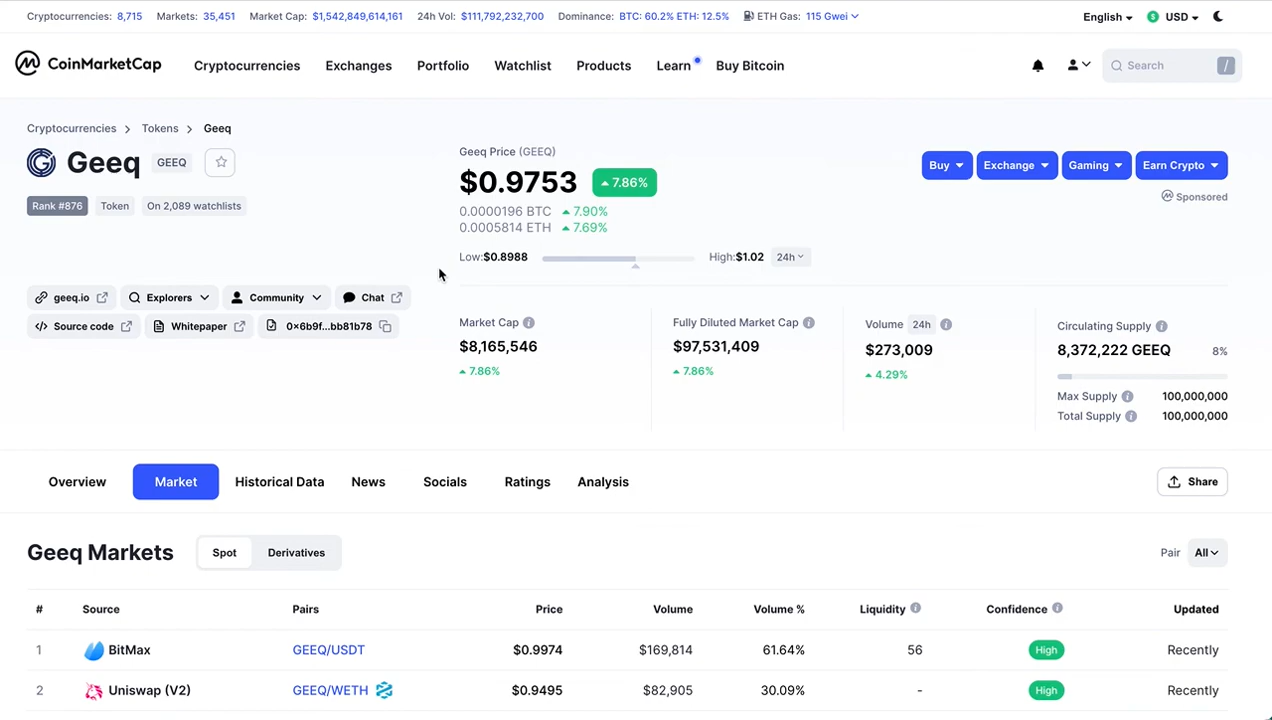 Cryptocurrencies: 8,715 Markets: 35,451 Market Cap: $1,542,849,614,161 24h Vol: $111,792,232,700 Dominance: BTC: 60.2% ETH: 12.5% ETH Gas: 115 Gwei English USD
CoinMarketCap Cryptocurrencies Exchanges Portfolio Watchlist Products Learn Buy Bitcoin Search /
Cryptocurrencies > Tokens > Geeq
Geeq GEEQ
Rank #876 Token On 2,089 watchlists
geeq.io Explorers Community Chat
Source code Whitepaper 0x6b9f...bb81b78
Geeq Price (GEEQ)
$0.9753 7.86%
0.0000196 BTC 7.90%
0.0005814 ETH 7.69%
Low:$0.8988 High:$1.02 24h
Buy Exchange Gaming Earn Crypto
Sponsored
Market Cap
$8,165,546
7.86%
Fully Diluted Market Cap
$97,531,409
7.86%
Volume 24h
$273,009
4.29%
Circulating Supply
8,372,222 GEEQ 8%
Max Supply 100,000,000
Total Supply 100,000,000
Overview Market Historical Data News Socials Ratings Analysis Share
Geeq Markets Spot Derivatives Pair All
# Source Pairs Price Volume Volume % Liquidity Confidence Updated
1 BitMax GEEQ/USDT $0.9974 $169,814 61.64% 56 High Recently
2 Uniswap (V2) GEEQ/WETH $0.9495 $82,905 30.09% - High Recently